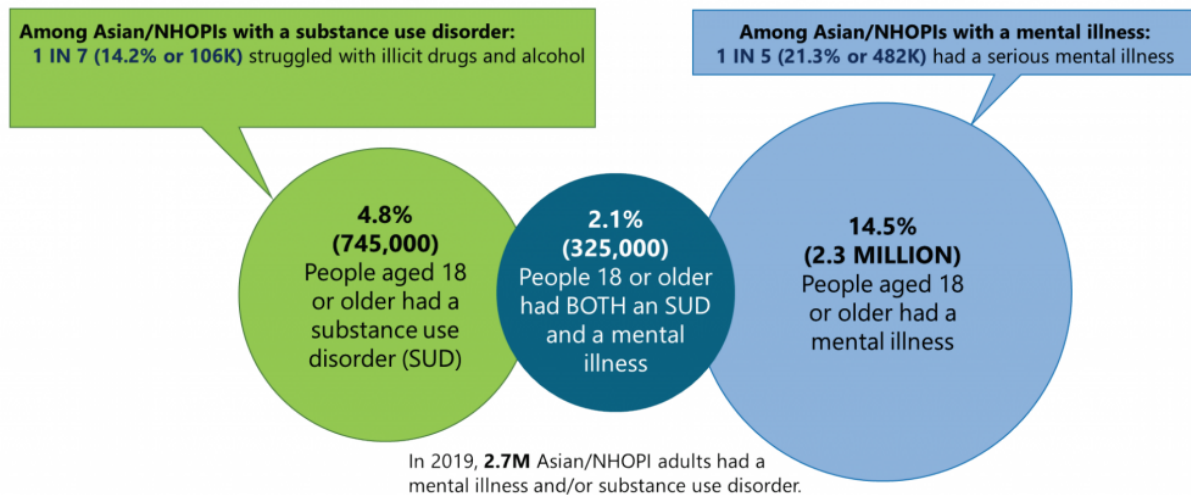 Among Asian/NHOPIs with a substance use disorder:
1 IN 7 (14.2% or 106K) struggled with illicit drugs and alcohol
Among Asian/NHOPIs with a mental illness:
1 IN 5 (21.3% or 482K) had a serious mental illness
4.8%
(745,000)
People aged 18
or older had a
substance use
disorder (SUD)
2.1%
(325,000)
People 18 or older
had BOTH an SUD
and a mental
illness
14.5%
(2.3 MILLION)
People aged 18
or older had a
mental illness
In 2019, 2.7M Asian/NHOPI adults had a
mental illness and/or substance use disorder.